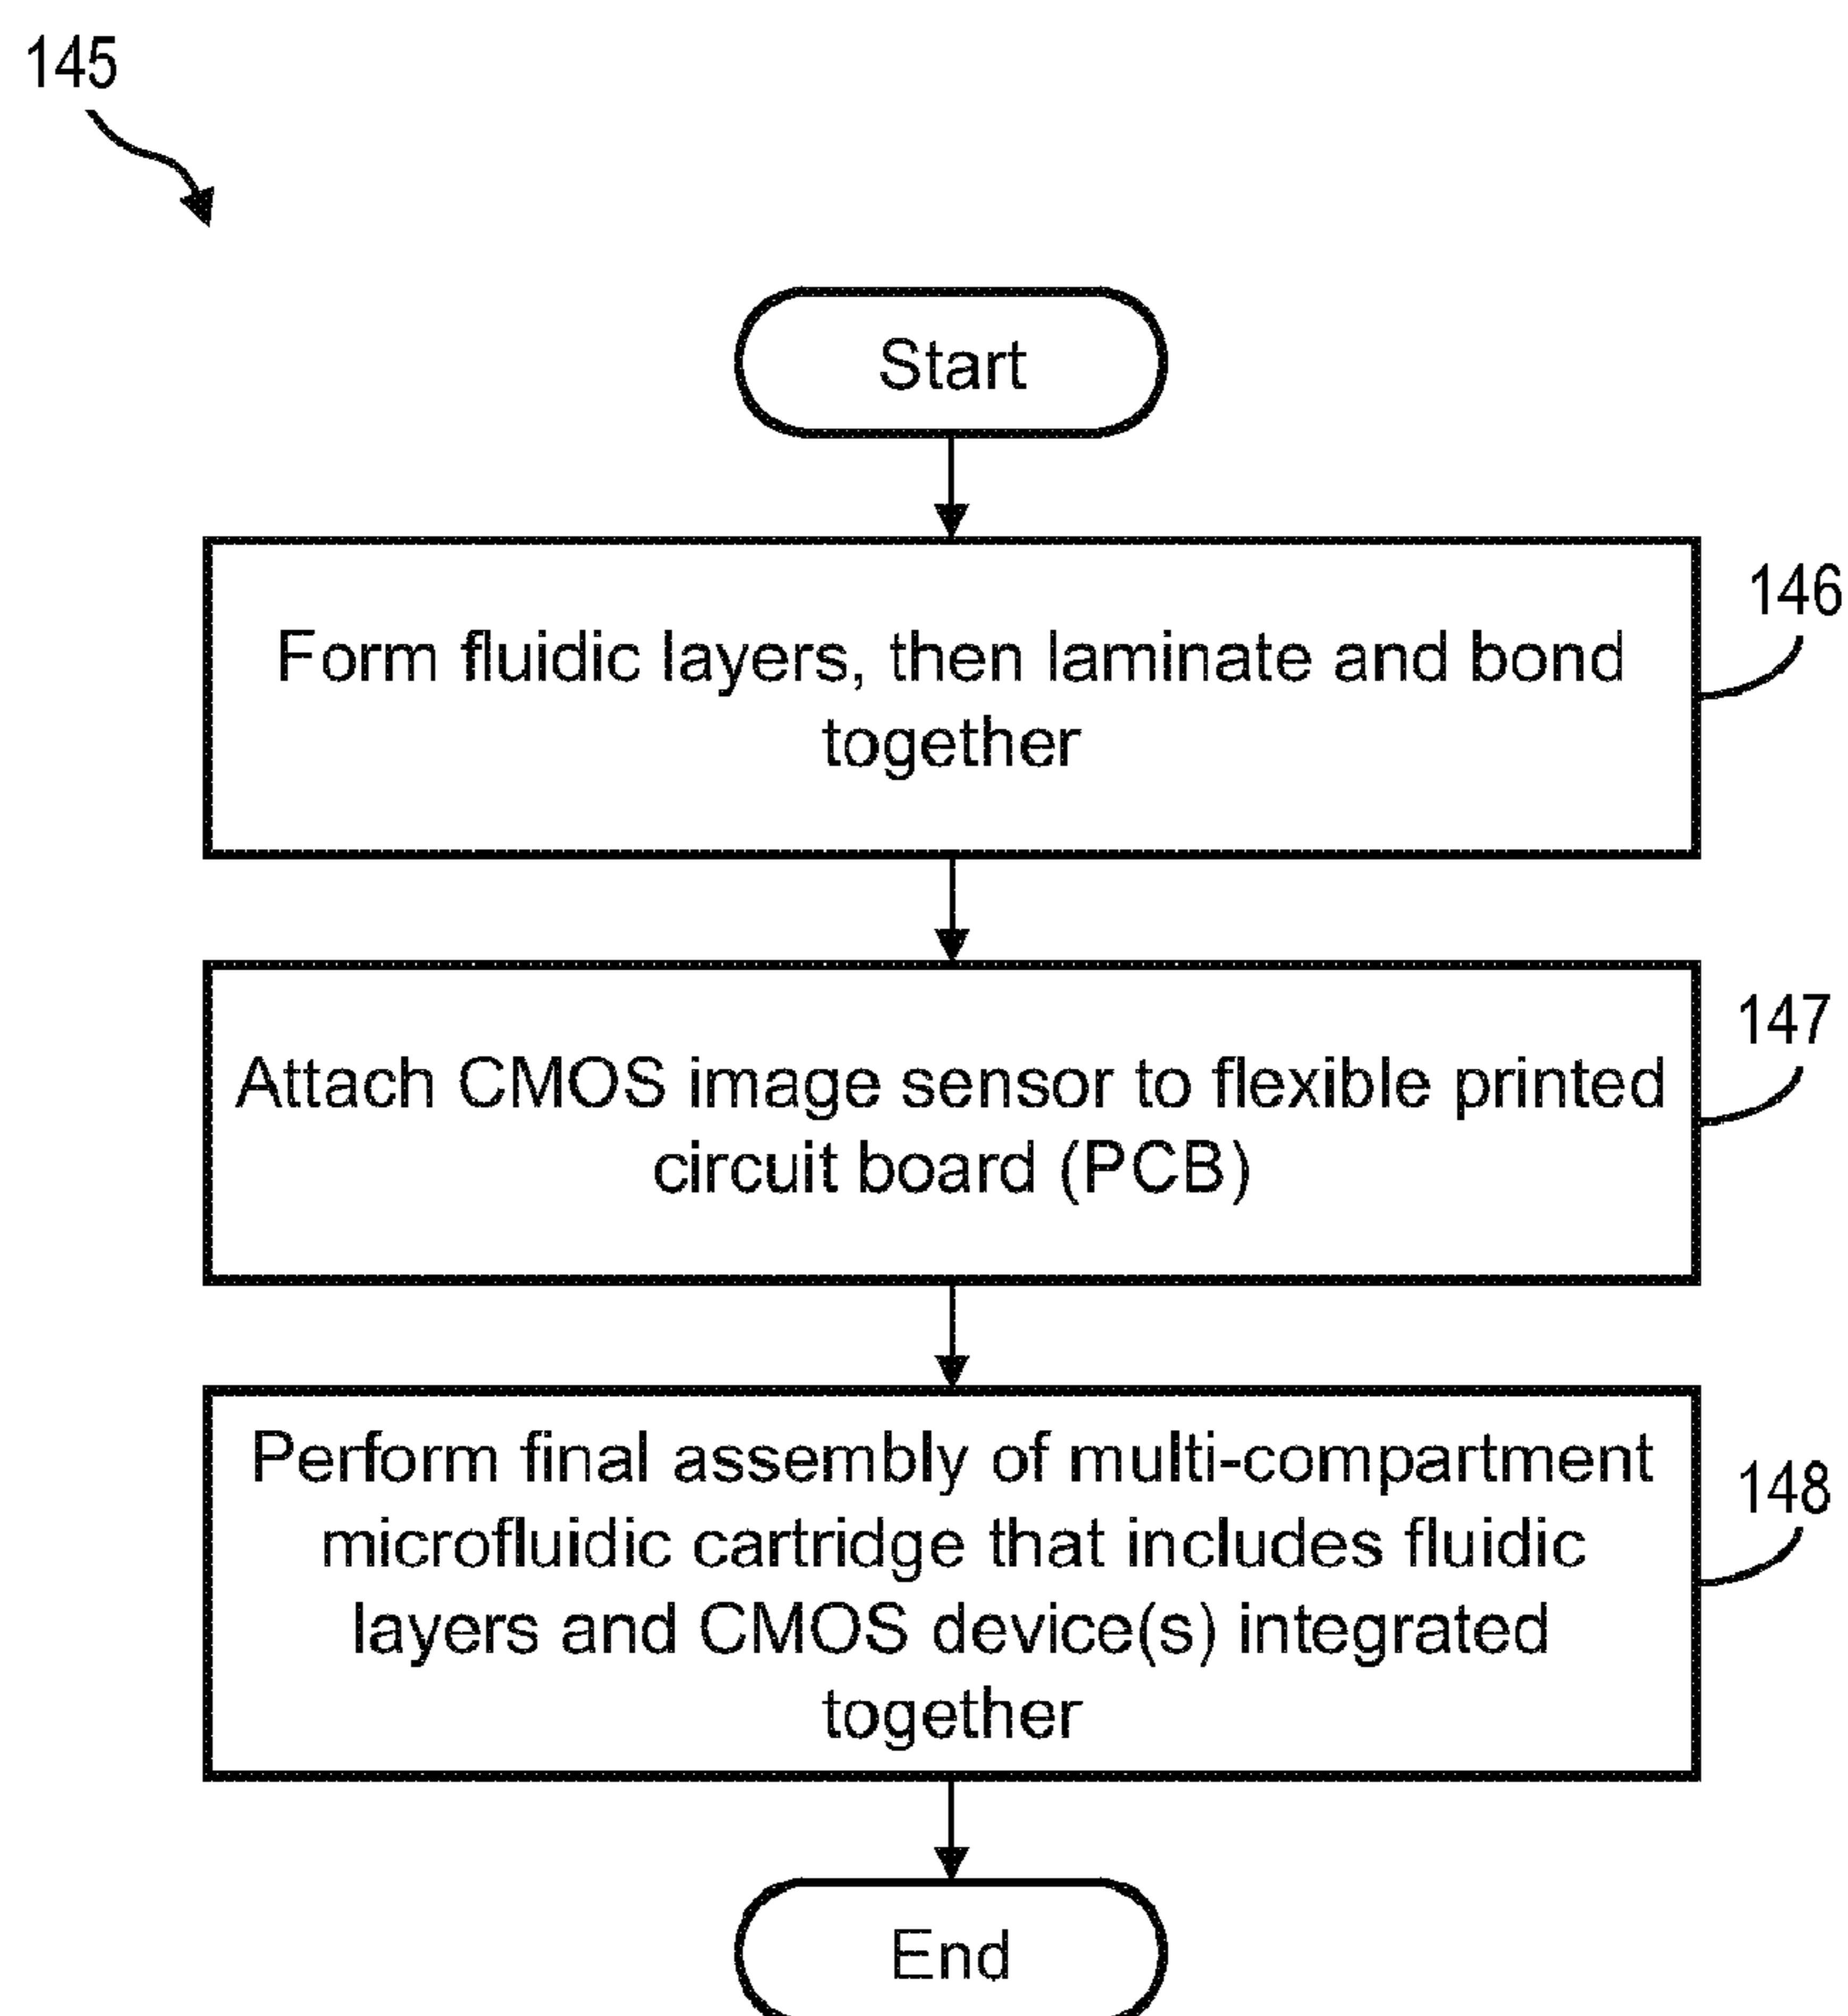 145
Start
Form fluidic layers, then laminate and bond
together
146
Attach CMOS image sensor to flexible printed
circuit board (PCB)
147
Perform final assembly of multi-compartment
microfluidic cartridge that includes fluidic
layers and CMOS device(s) integrated
together
148
End